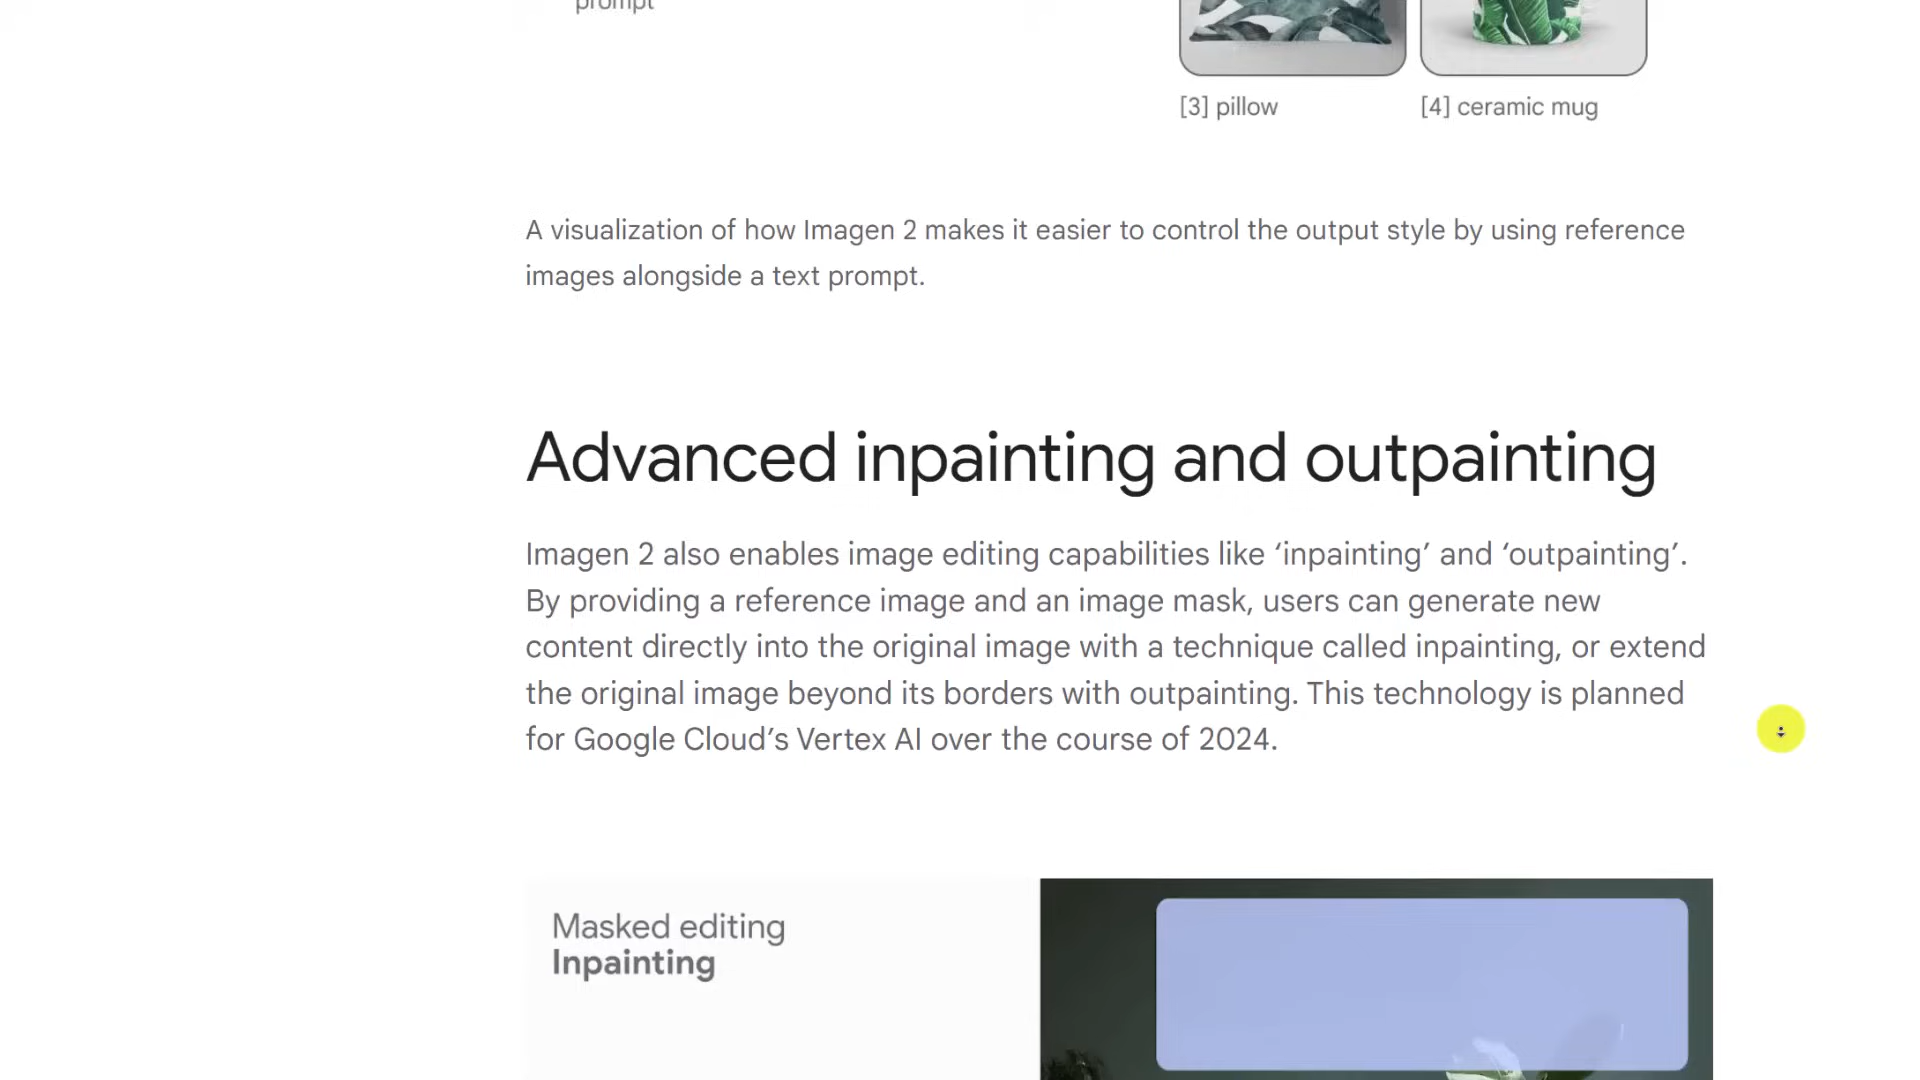 prompt
[3] pillow
[4] ceramic mug
A visualization of how Imagen 2 makes it easier to control the output style by using reference
images alongside a text prompt.
Advanced inpainting and outpainting
Imagen 2 also enables image editing capabilities like ‘inpainting’ and ‘outpainting’.
By providing a reference image and an image mask, users can generate new
content directly into the original image with a technique called inpainting, or extend
the original image beyond its borders with outpainting. This technology is planned
for Google Cloud’s Vertex AI over the course of 2024.
Masked editing
Inpainting